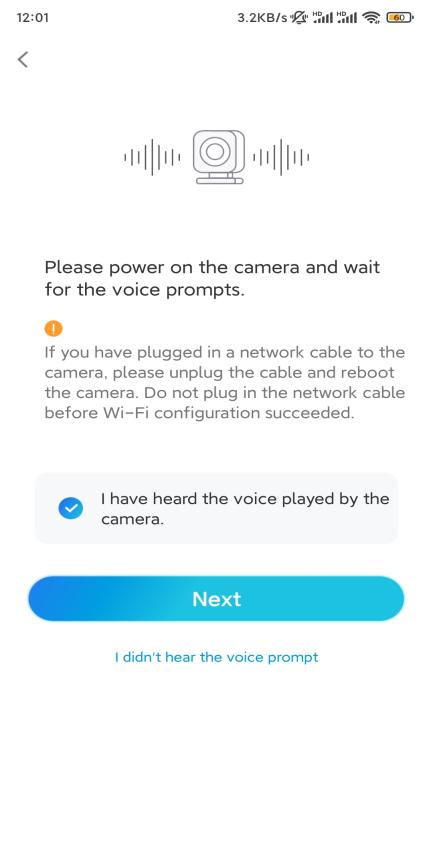 12:01
3.2KB/s HD HD 60
Please power on the camera and wait
for the voice prompts.
If you have plugged in a network cable to the
camera, please unplug the cable and reboot
the camera. Do not plug in the network cable
before Wi-Fi configuration succeeded.
I have heard the voice played by the
camera.
Next
I didn't hear the voice prompt